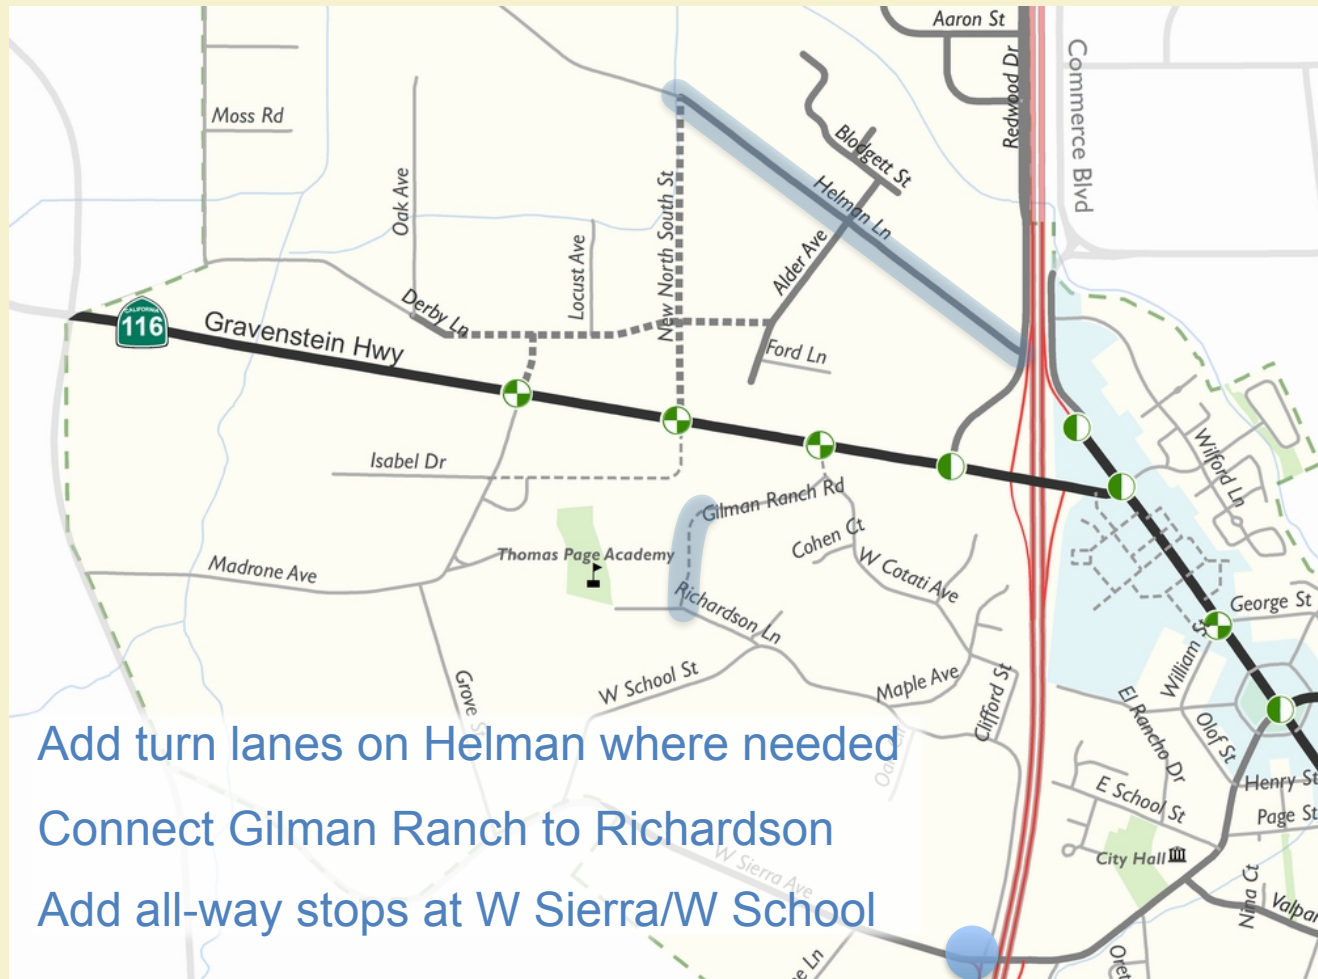 Aaron St
Redwood Dr
Commerce Blvd
Moss Rd
Oak Ave
Blodgett St
Helman Ln
New North South St
Locust Ave
Alder Ave
Derby Ln
CALIFORNIA
116
Gravenstein Hwy
Ford Ln
Isabel Dr
Gilman Ranch Rd
Wilford Ln
Cohen Ct
Thomas Page Academy
W Cotati Ave
Madrone Ave
Richardson Ln
George St
William St
W School St
Maple Ave
Clifford St
Grove St
El Rancho Dr
Olof St
Add turn lanes on Helman where needed
Henry St
E School St
Page St
Connect Gilman Ranch to Richardson
W Sierra Ave
City Hall
Nina Ct
Add all-way stops at W Sierra/W School